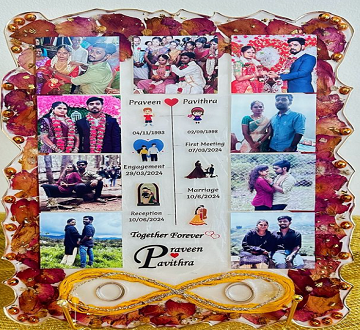 Praveen Pavithra
04/11/1993 02/09/1998
First Meeting
07/03/2024
Engagement
29/03/2024
Marriage
10/6/2024
Reception
10/06/2024
Together Forever
Praveen
Pavithra